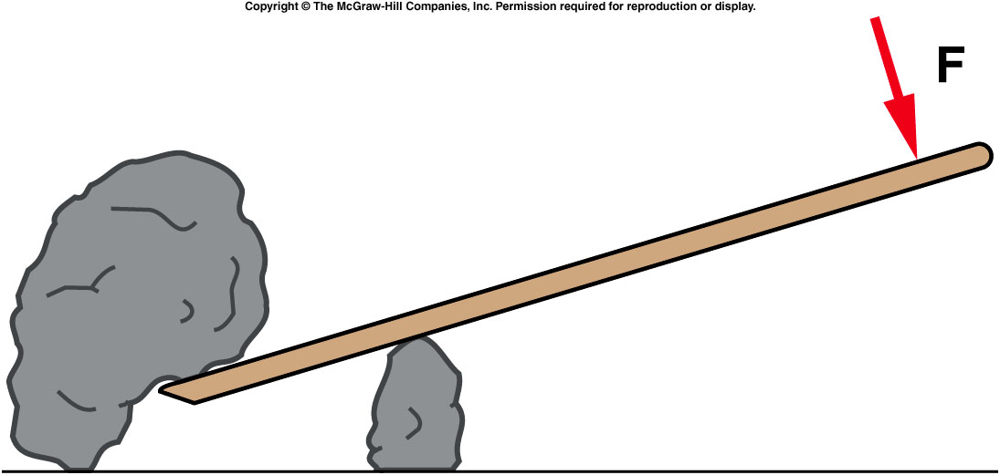 Copyright © The McGraw-Hill Companies, Inc. Permission required for reproduction or display.
F